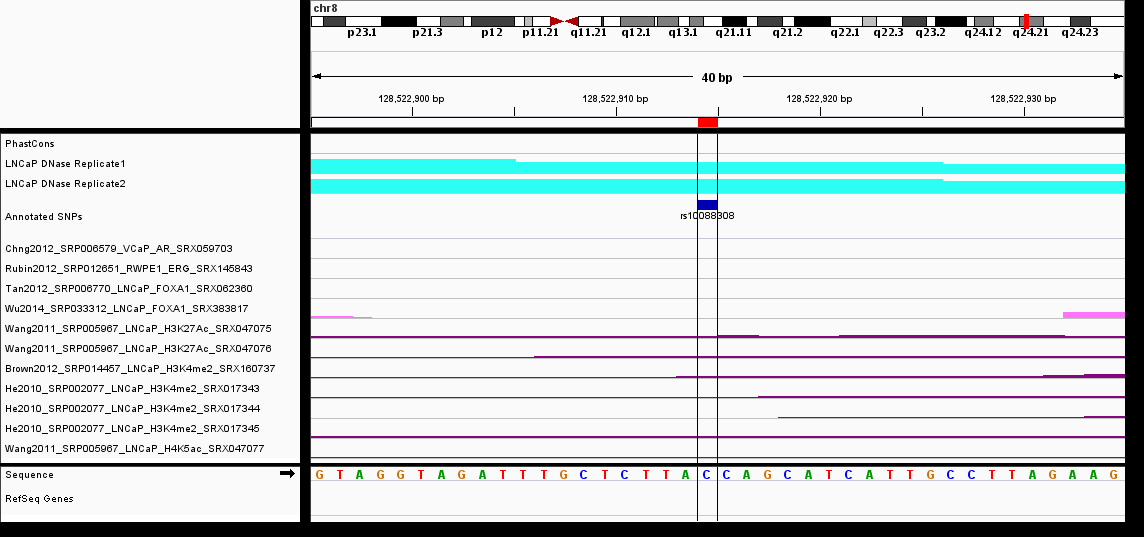 chr8
p23.1 p21.3 p12 p11.21 q11.21 q12.1 q13.1 q21.11 q21.2 q22.1 q22.3 q23.2 q24.12 q24.21 q24.23
40 bp
128,522,900 bp 128,522,910 bp 128,522,920 bp 128,522,930 bp
PhastCons
LNCaP DNase Replicate1
LNCaP DNase Replicate2
Annotated SNPs
rs10088308
Chng2012_SRP006579_VCaP_AR_SRX059703
Rubin2012_SRP012651_RWPE1_ERG_SRX145843
Tan2012_SRP006770_LNCaP_FOXA1_SRX062360
Wu2014_SRP033312_LNCaP_FOXA1_SRX383817
Wang2011_SRP005967_LNCaP_H3K27Ac_SRX047075
Wang2011_SRP005967_LNCaP_H3K27Ac_SRX047076
Brown2012_SRP014457_LNCaP_H3K4me2_SRX160737
He2010_SRP002077_LNCaP_H3K4me2_SRX017343
He2010_SRP002077_LNCaP_H3K4me2_SRX017344
He2010_SRP002077_LNCaP_H3K4me2_SRX017345
Wang2011_SRP005967_LNCaP_H4K5ac_SRX047077
Sequence G T A G G T A G A T T T G C T C T T A C C A G C A T C A T T G C C T T A G A A G
RefSeq Genes